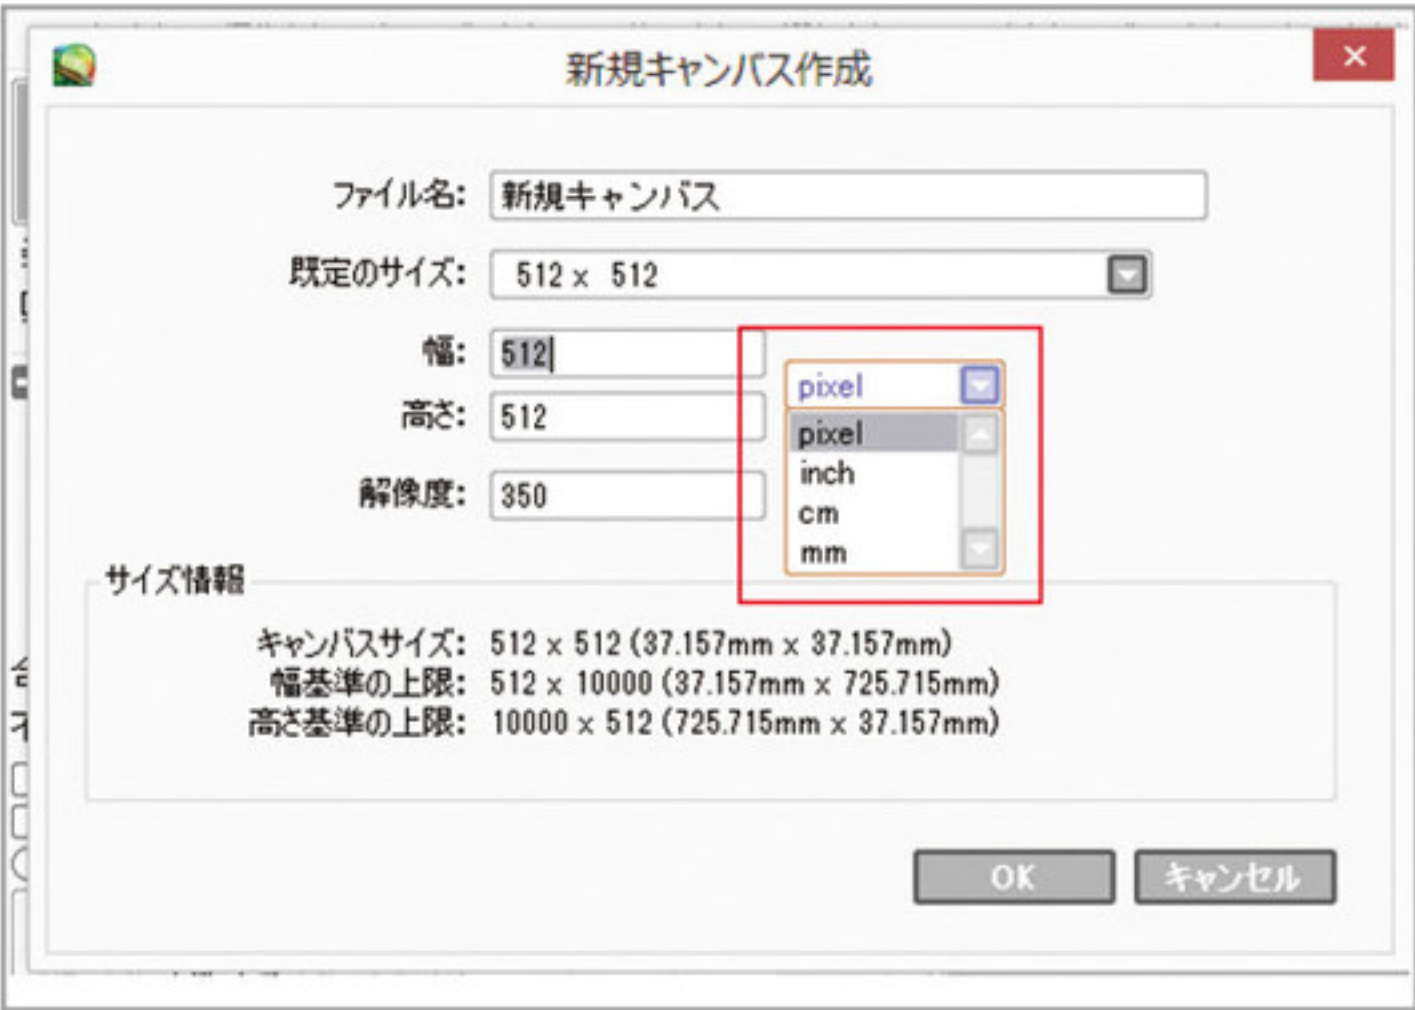 新規キャンバス作成
ファイル名: 新規キャンバス
既定のサイズ: 512 x 512
幅: 512
高さ: 512
解像度: 350
pixel
pixel
inch
cm
mm
サイズ情報
キャンバスサイズ: 512 x 512 (37.157mm x 37.157mm)
幅基準の上限: 512 x 10000 (37.157mm x 725.715mm)
高さ基準の上限: 10000 x 512 (725.715mm x 37.157mm)
OK キャンセル